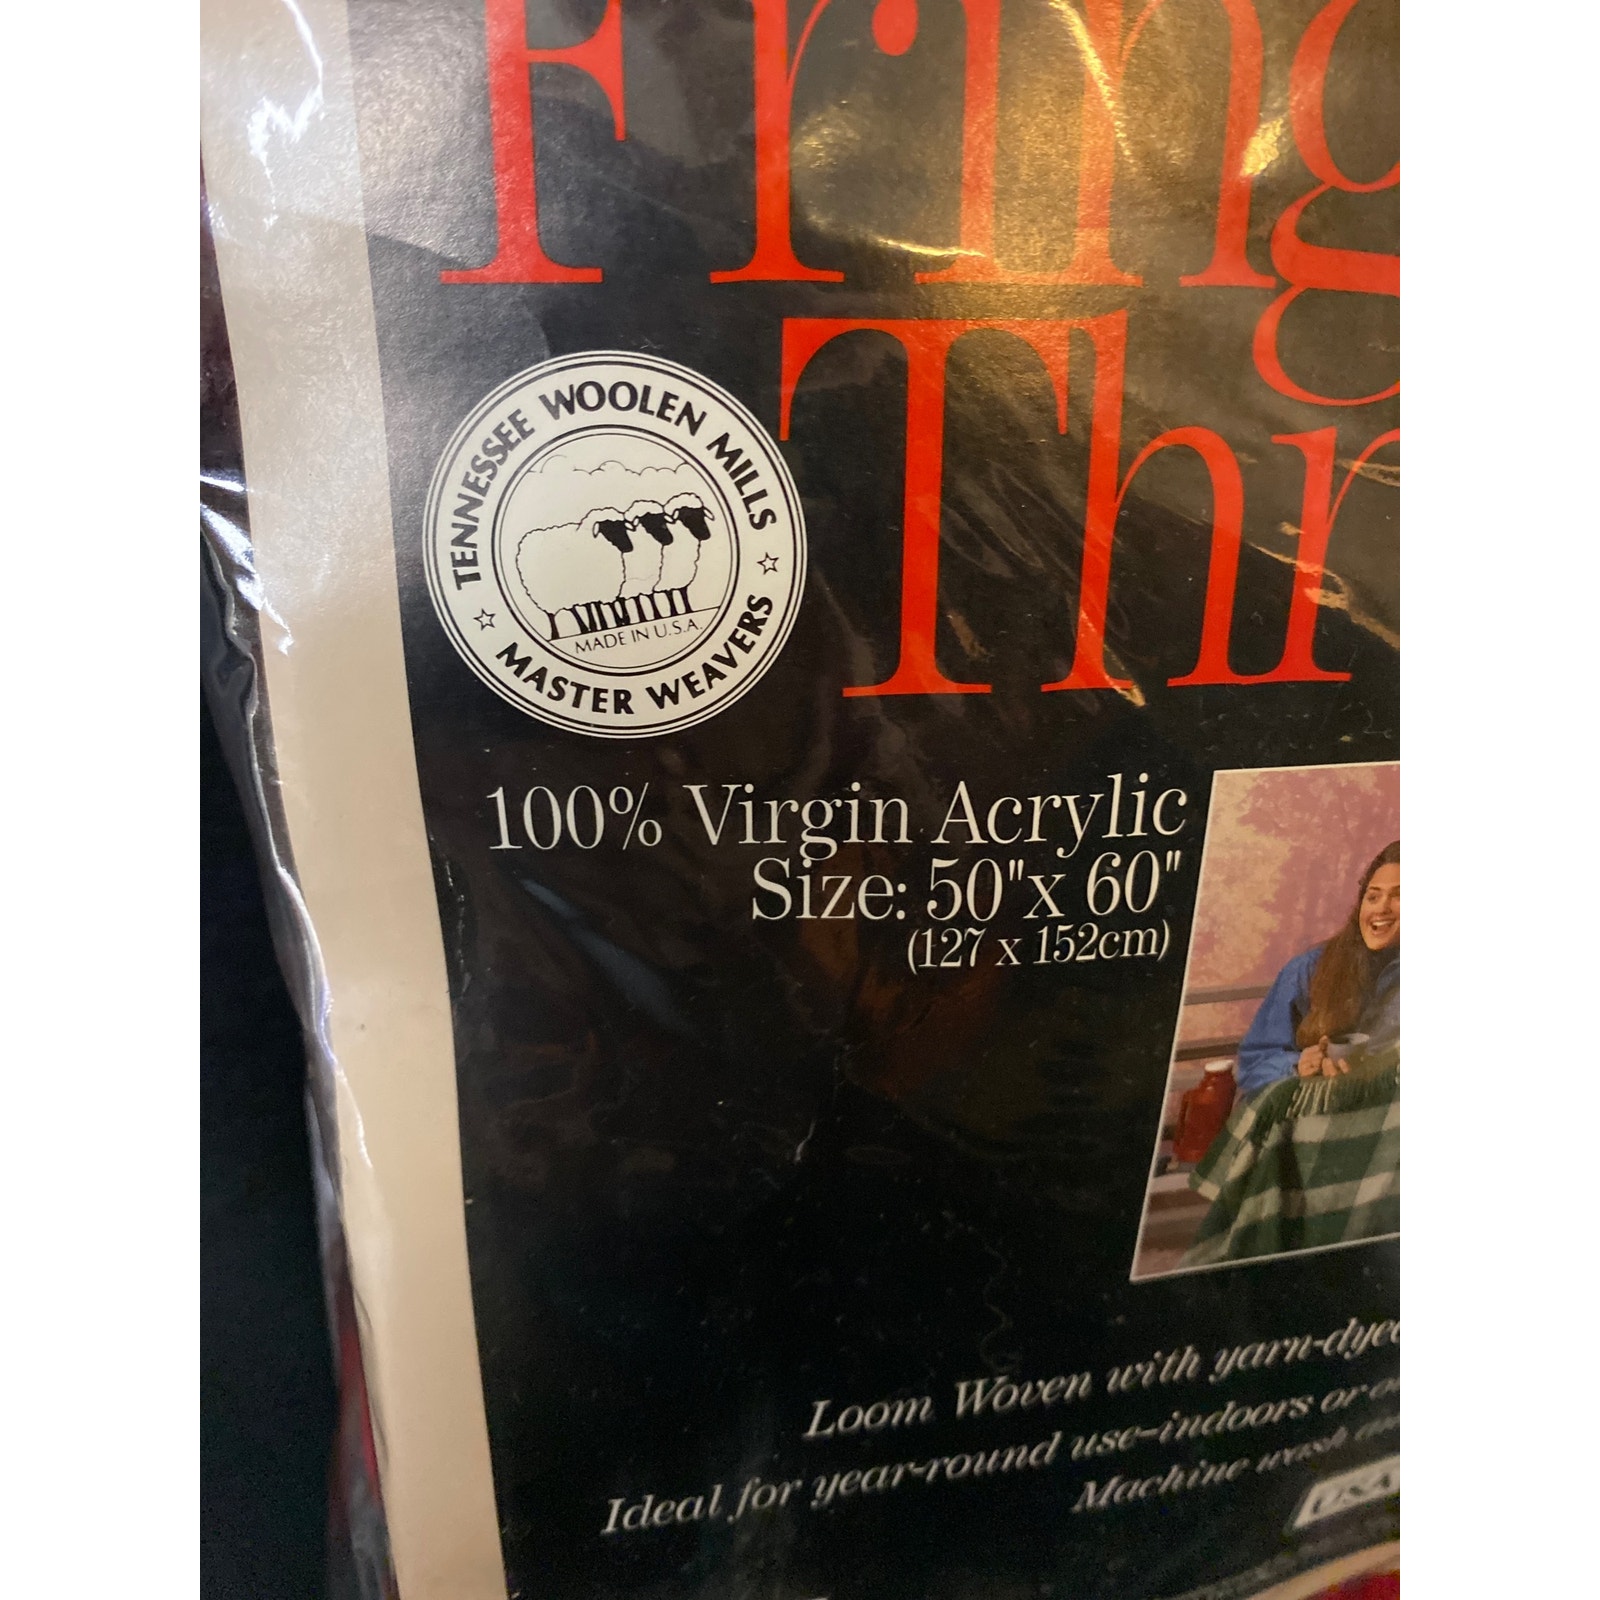 Fring
Thr
TENNESSEE WOOLEN MILLS
MADE IN U.S.A.
MASTER WEAVERS
100% Virgin Acrylic
Size: 50"x 60"
(127 x 152cm)
Loom Woven with yarn-dyed
Ideal for year-round use-indoors or
Machine wash
USA